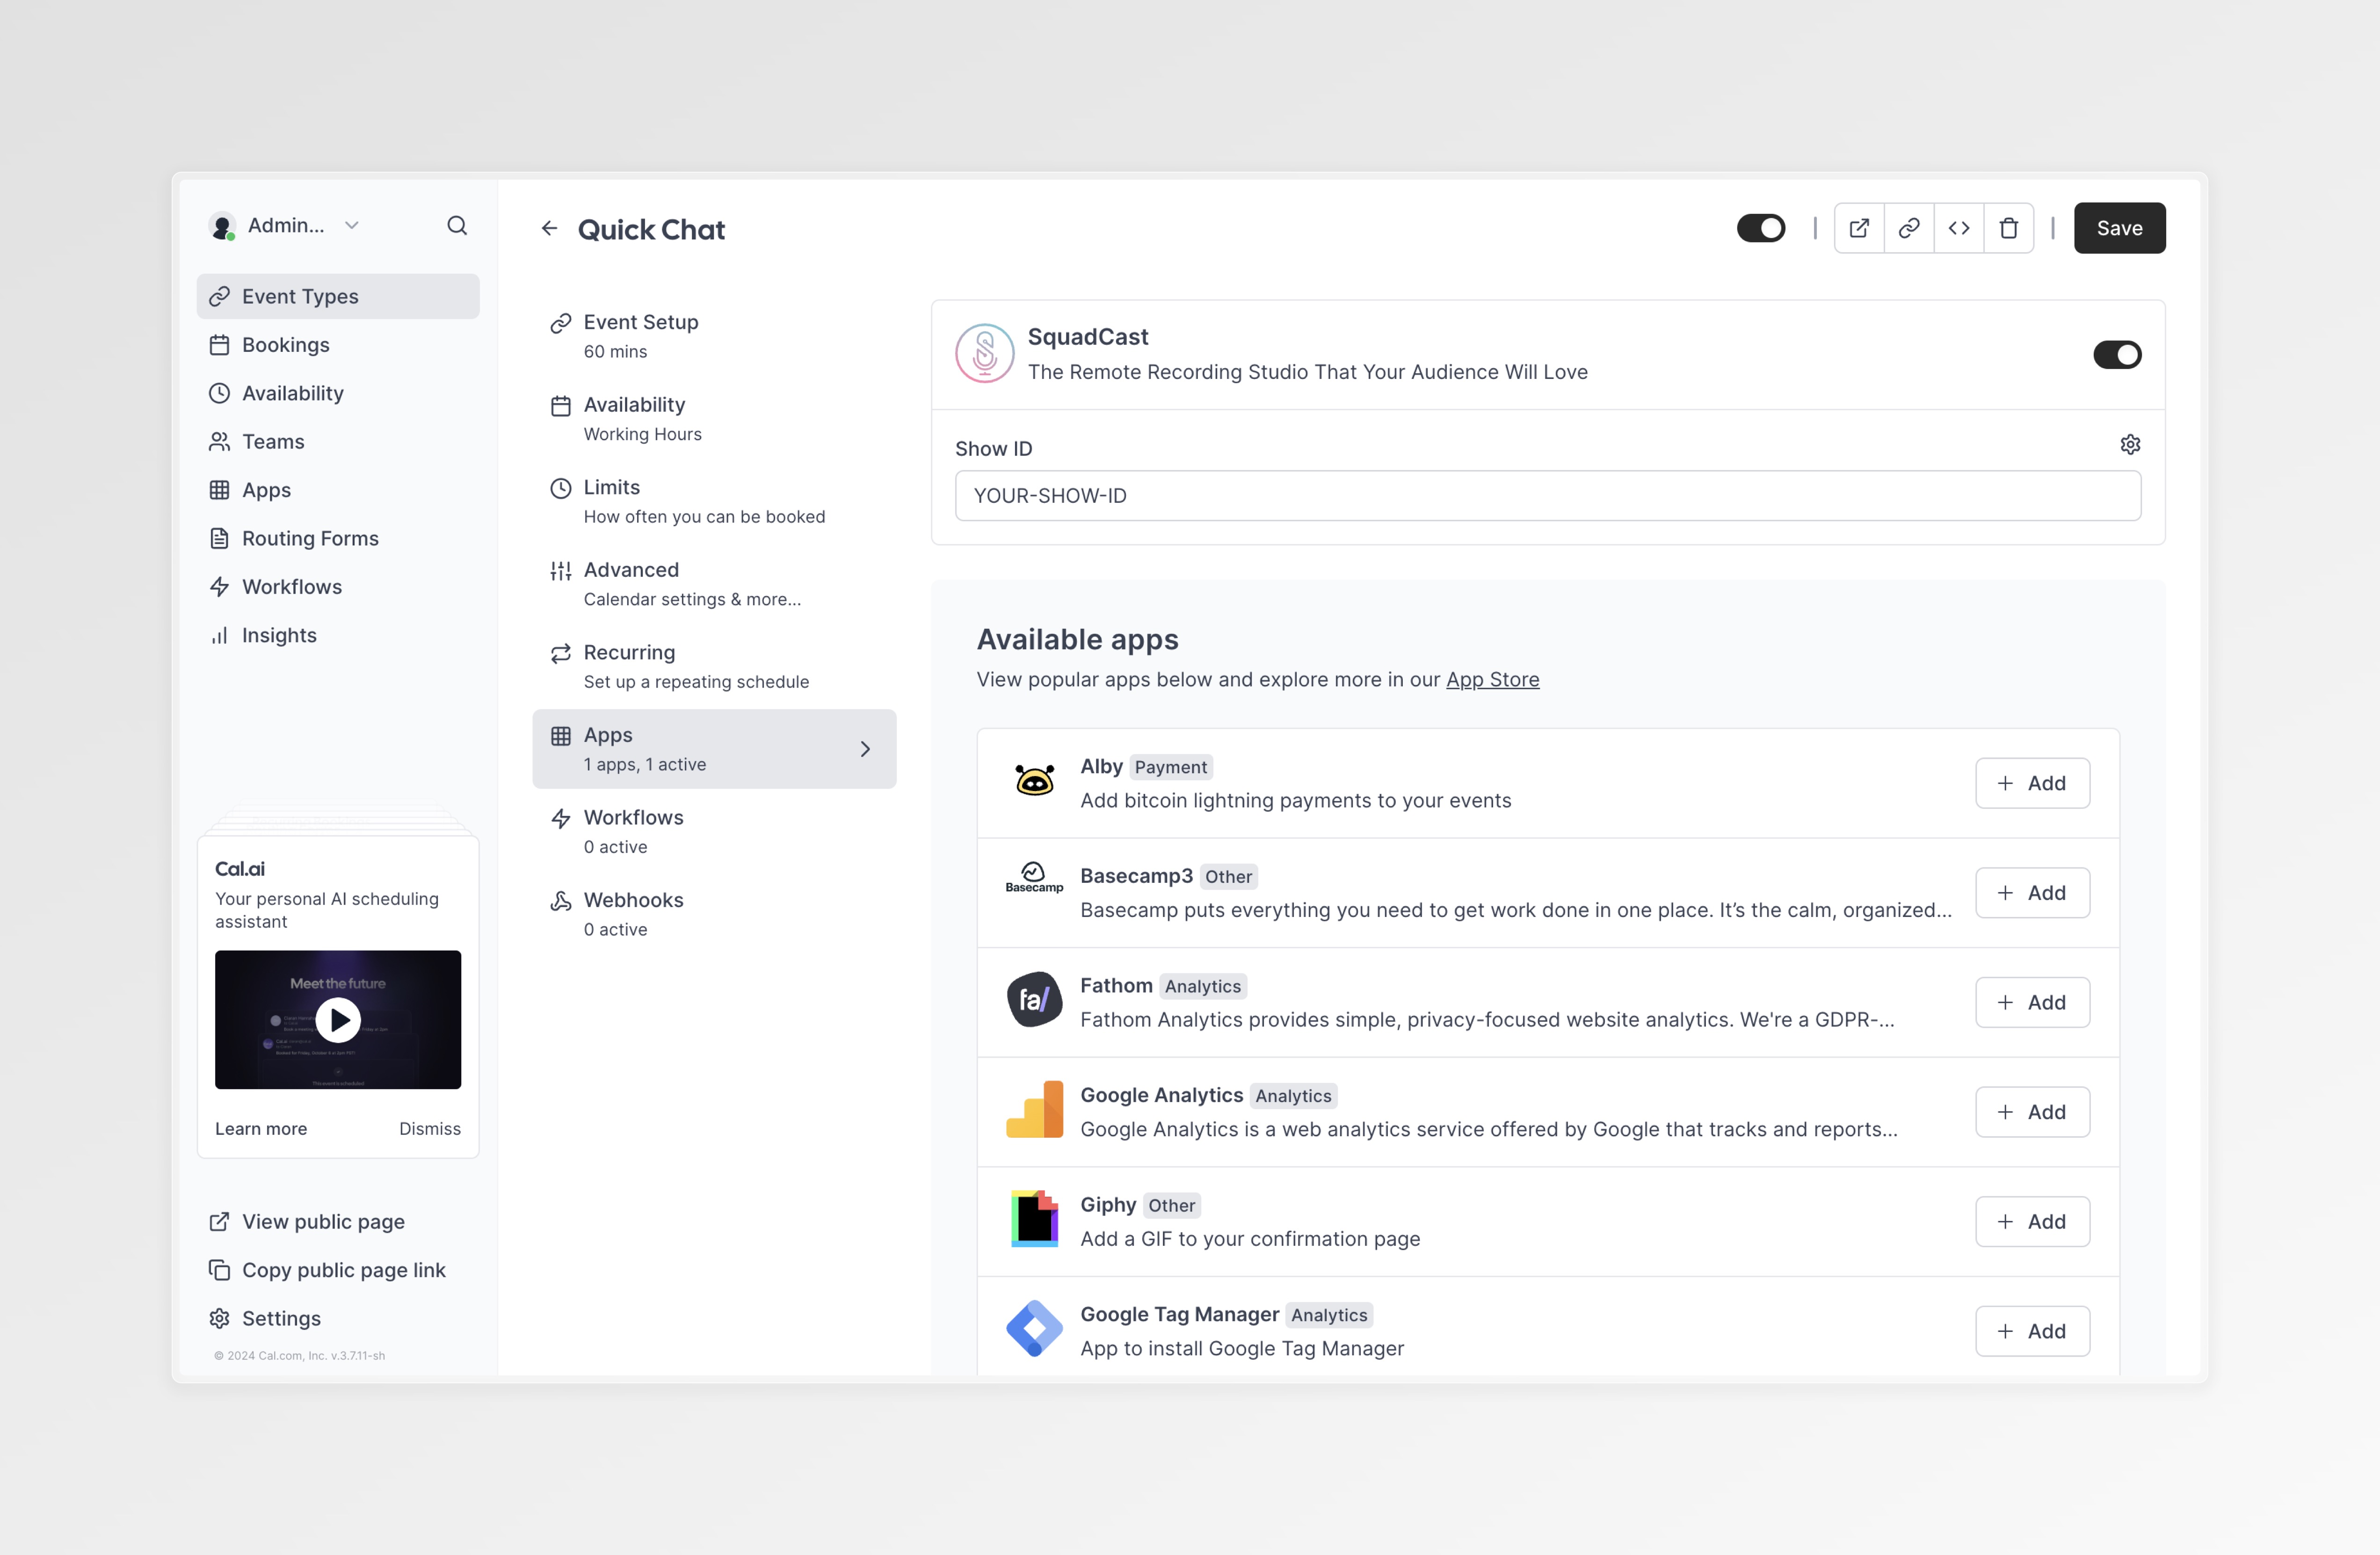 Admin...
Event Types
Bookings
Availability
Teams
Apps
Routing Forms
Workflows
Insights
Cal.ai
Your personal AI scheduling
assistant
Meet the future
Learn more
Dismiss
View public page
Copy public page link
Settings
© 2024 Cal.com, Inc. v.3.7.11-sh
Quick Chat
Save
Event Setup
60 mins
Availability
Working Hours
Limits
How often you can be booked
Advanced
Calendar settings & more...
Recurring
Set up a repeating schedule
Apps
1 apps, 1 active
Workflows
0 active
Webhooks
0 active
SquadCast
The Remote Recording Studio That Your Audience Will Love
Show ID
YOUR-SHOW-ID
Available apps
View popular apps below and explore more in our App Store
Alby Payment
Add bitcoin lightning payments to your events
Add
Basecamp
Basecamp3 Other
Basecamp puts everything you need to get work done in one place. It’s the calm, organized...
Add
fa/
Fathom Analytics
Fathom Analytics provides simple, privacy-focused website analytics. We're a GDPR-...
Add
Google Analytics Analytics
Google Analytics is a web analytics service offered by Google that tracks and reports...
Add
Giphy Other
Add a GIF to your confirmation page
Add
Google Tag Manager Analytics
App to install Google Tag Manager
Add